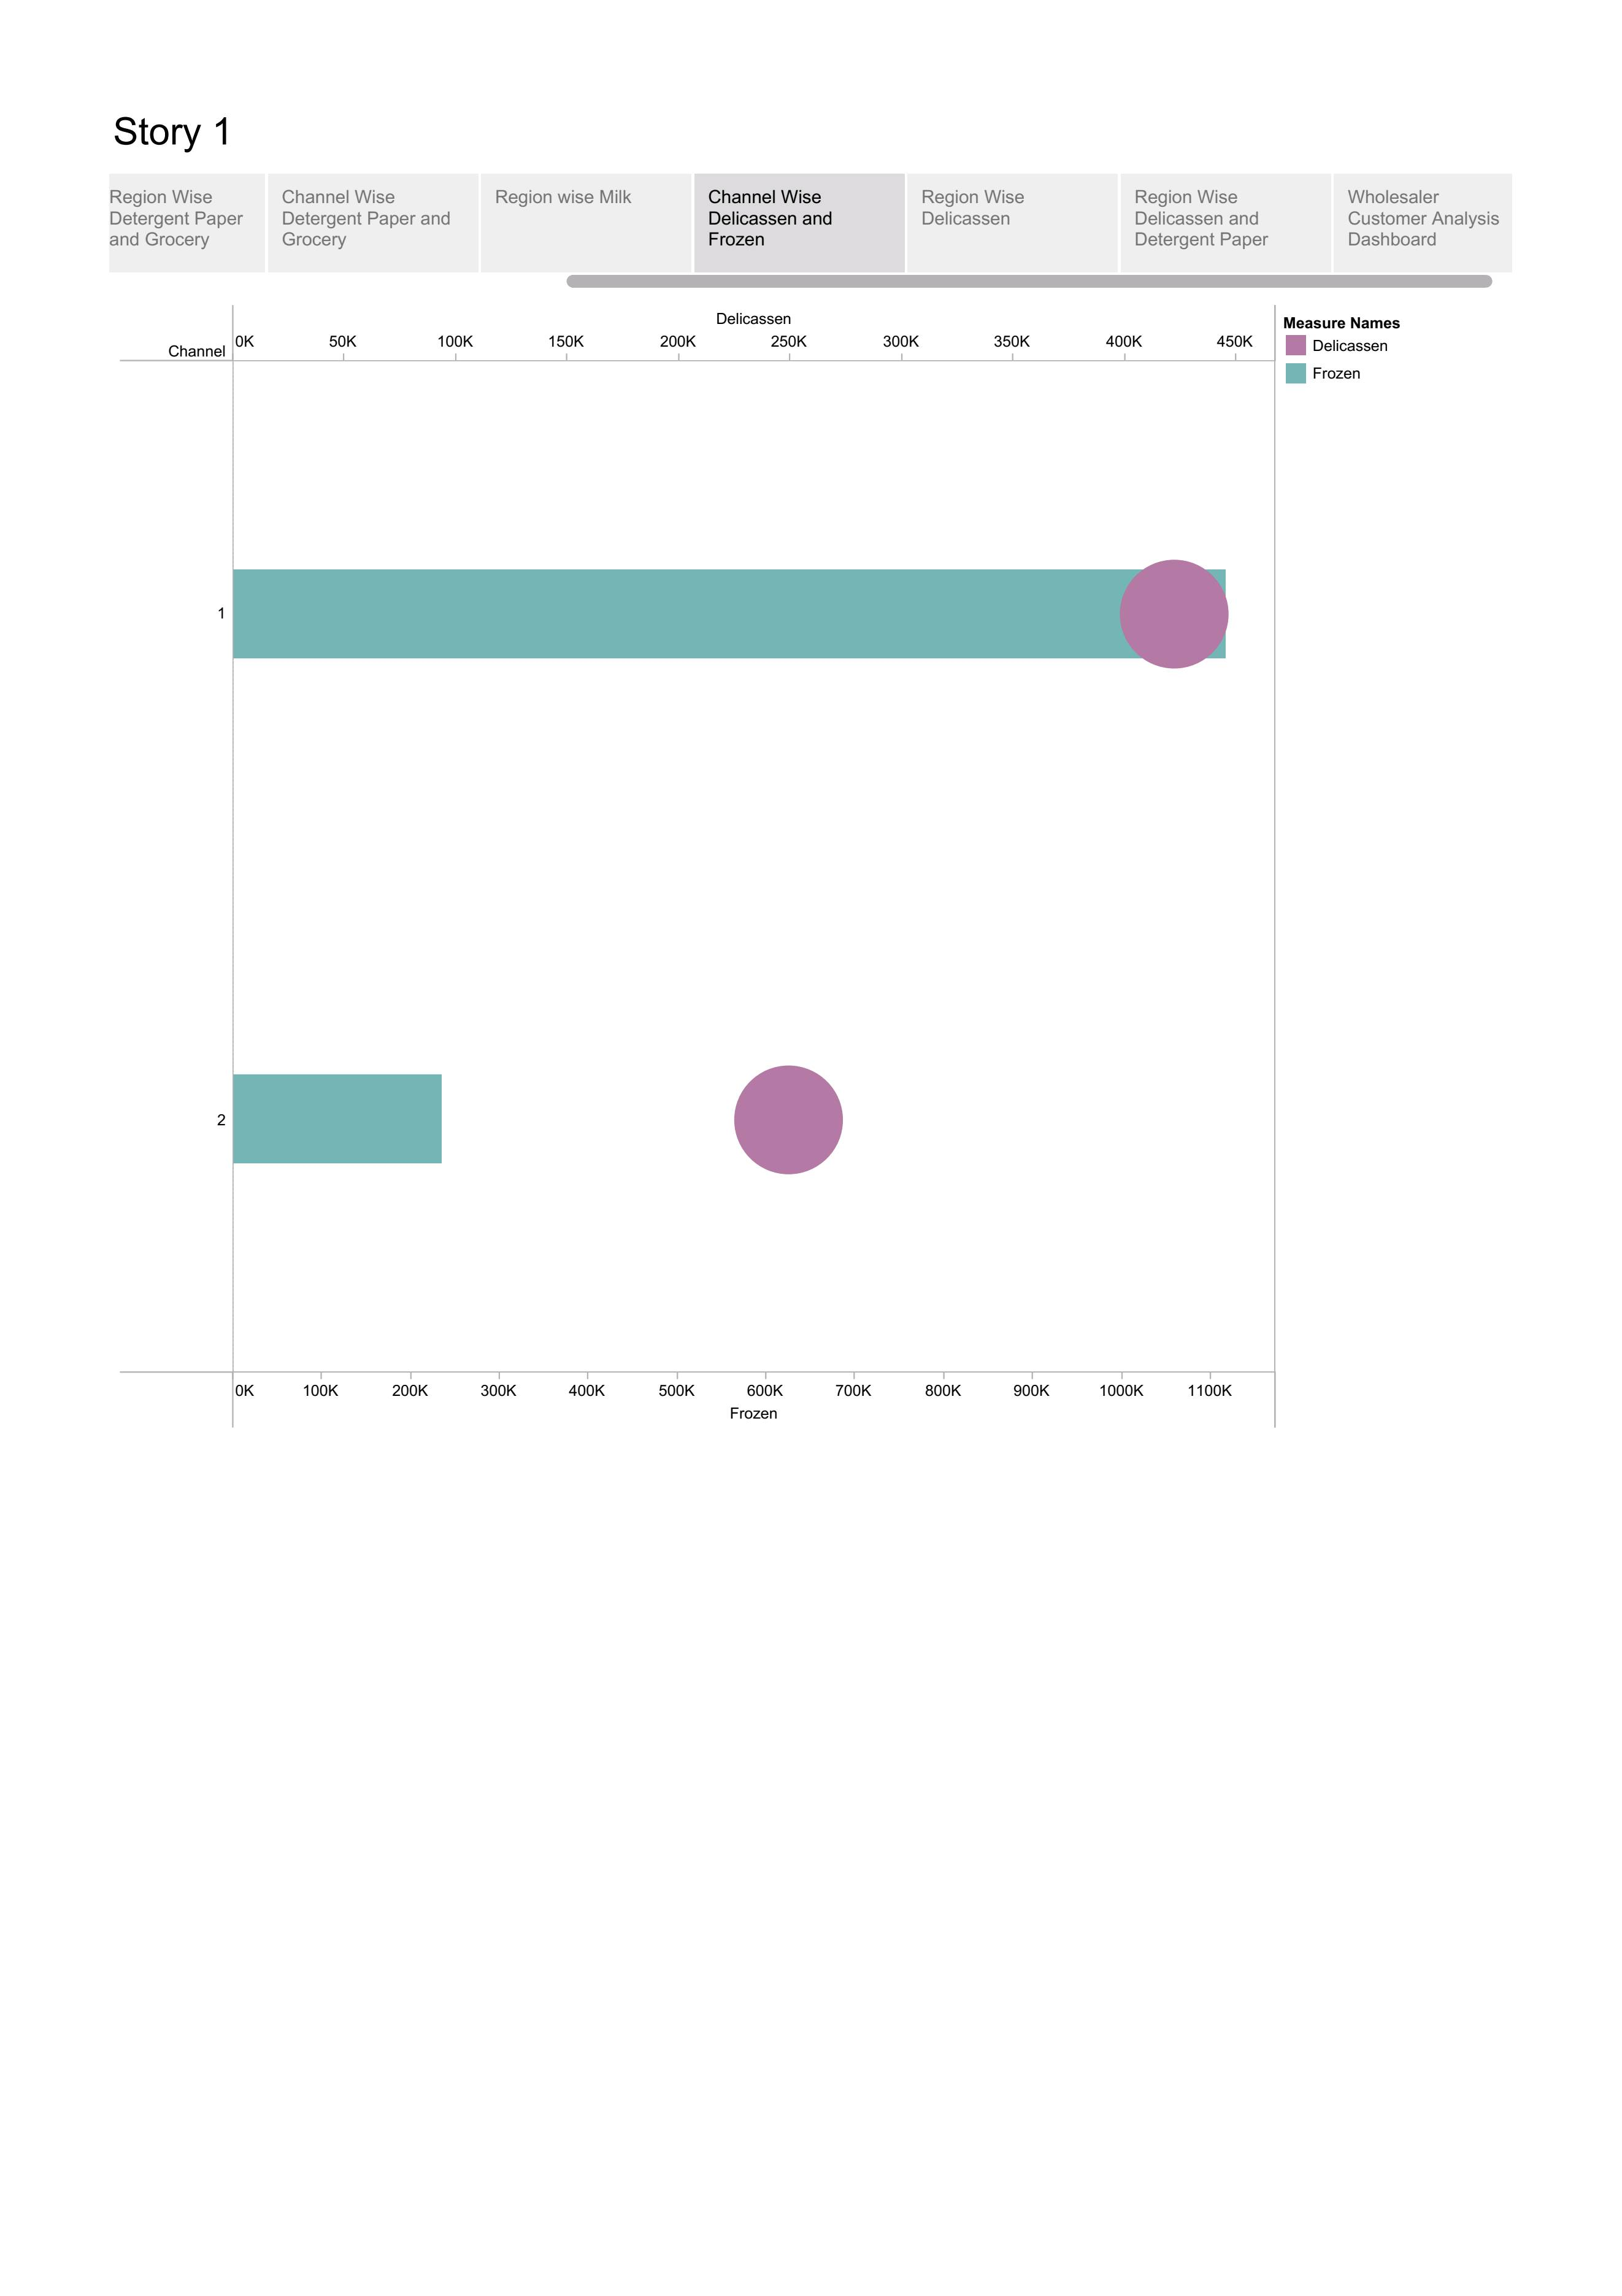 Story 1
Region Wise
Detergent Paper
and Grocery
Channel Wise
Detergent Paper and
Grocery
Region wise Milk
Channel Wise
Delicassen and
Frozen
Region Wise
Delicassen
Region Wise
Delicassen and
Detergent Paper
Wholesaler
Customer Analysis
Dashboard
Delicassen
Channel
0K 50K 100K 150K 200K 250K 300K 350K 400K 450K
Measure Names
Delicassen
Frozen
1
2
0K 100K 200K 300K 400K 500K 600K 700K 800K 900K 1000K 1100K
Frozen